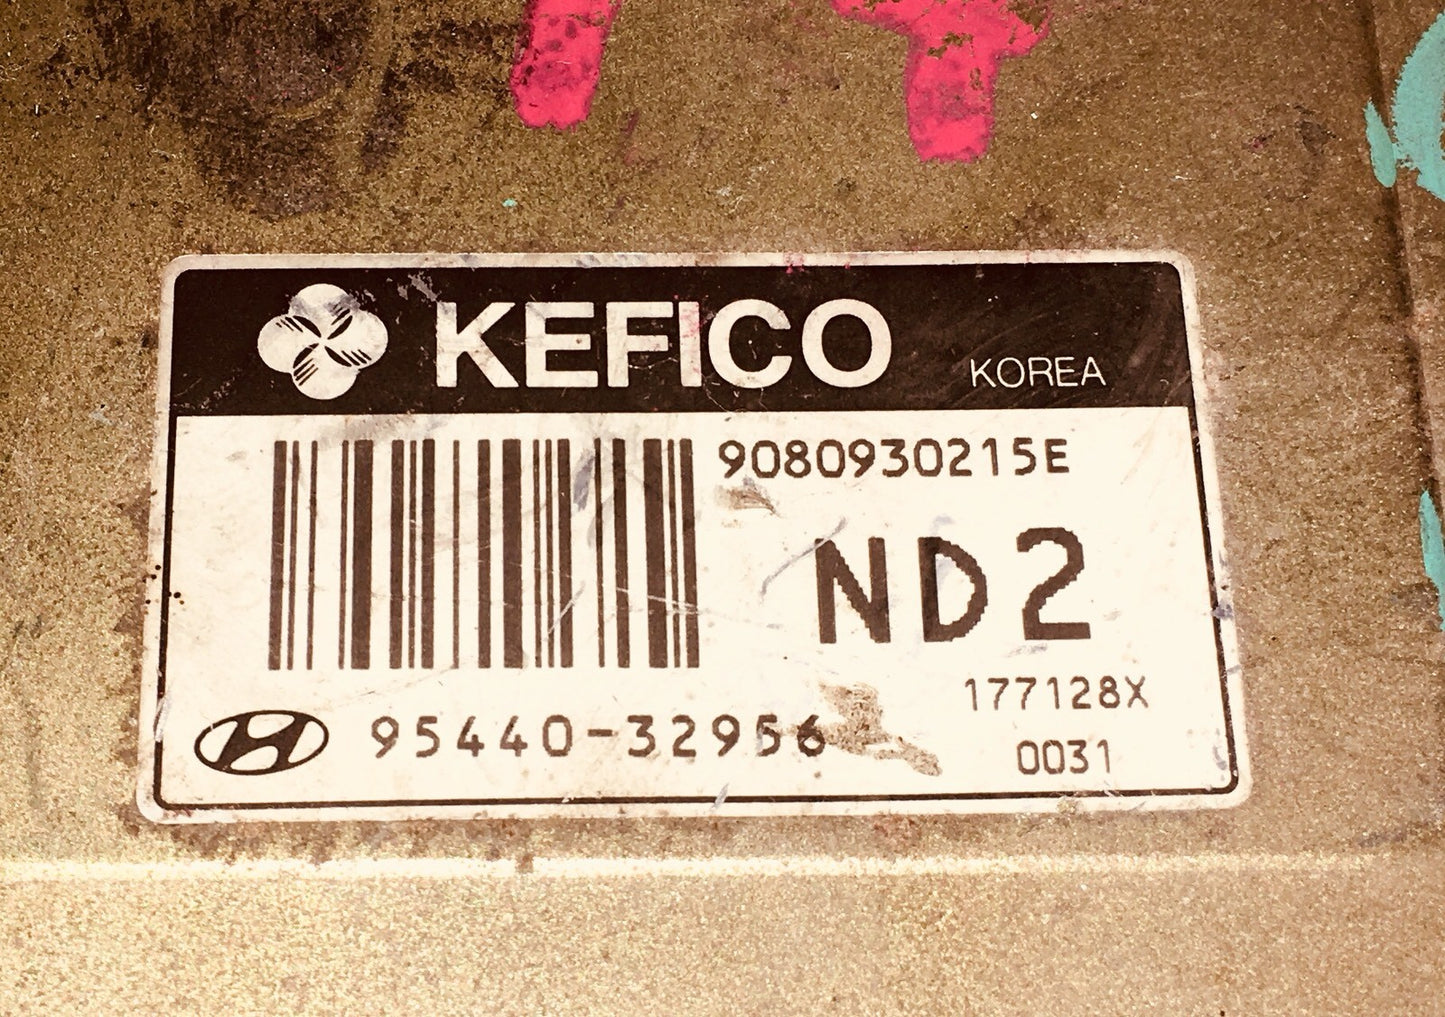 KEFICO KOREA
9080930215E
ND2
177128X
95440-32956
0031